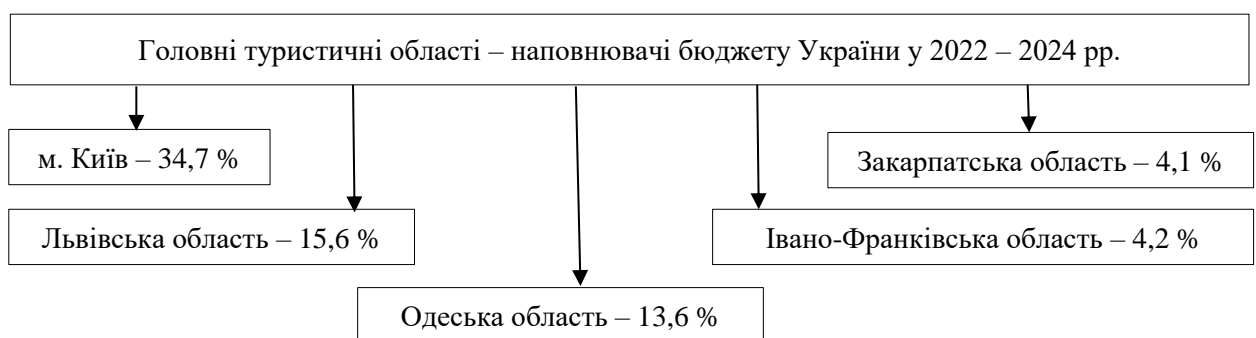 Головні туристичні області – наповнювачі бюджету України у 2022 – 2024 рр.
м. Київ – 34,7 %
Закарпатська область – 4,1 %
Львівська область – 15,6 %
Івано-Франківська область – 4,2 %
Одеська область – 13,6 %